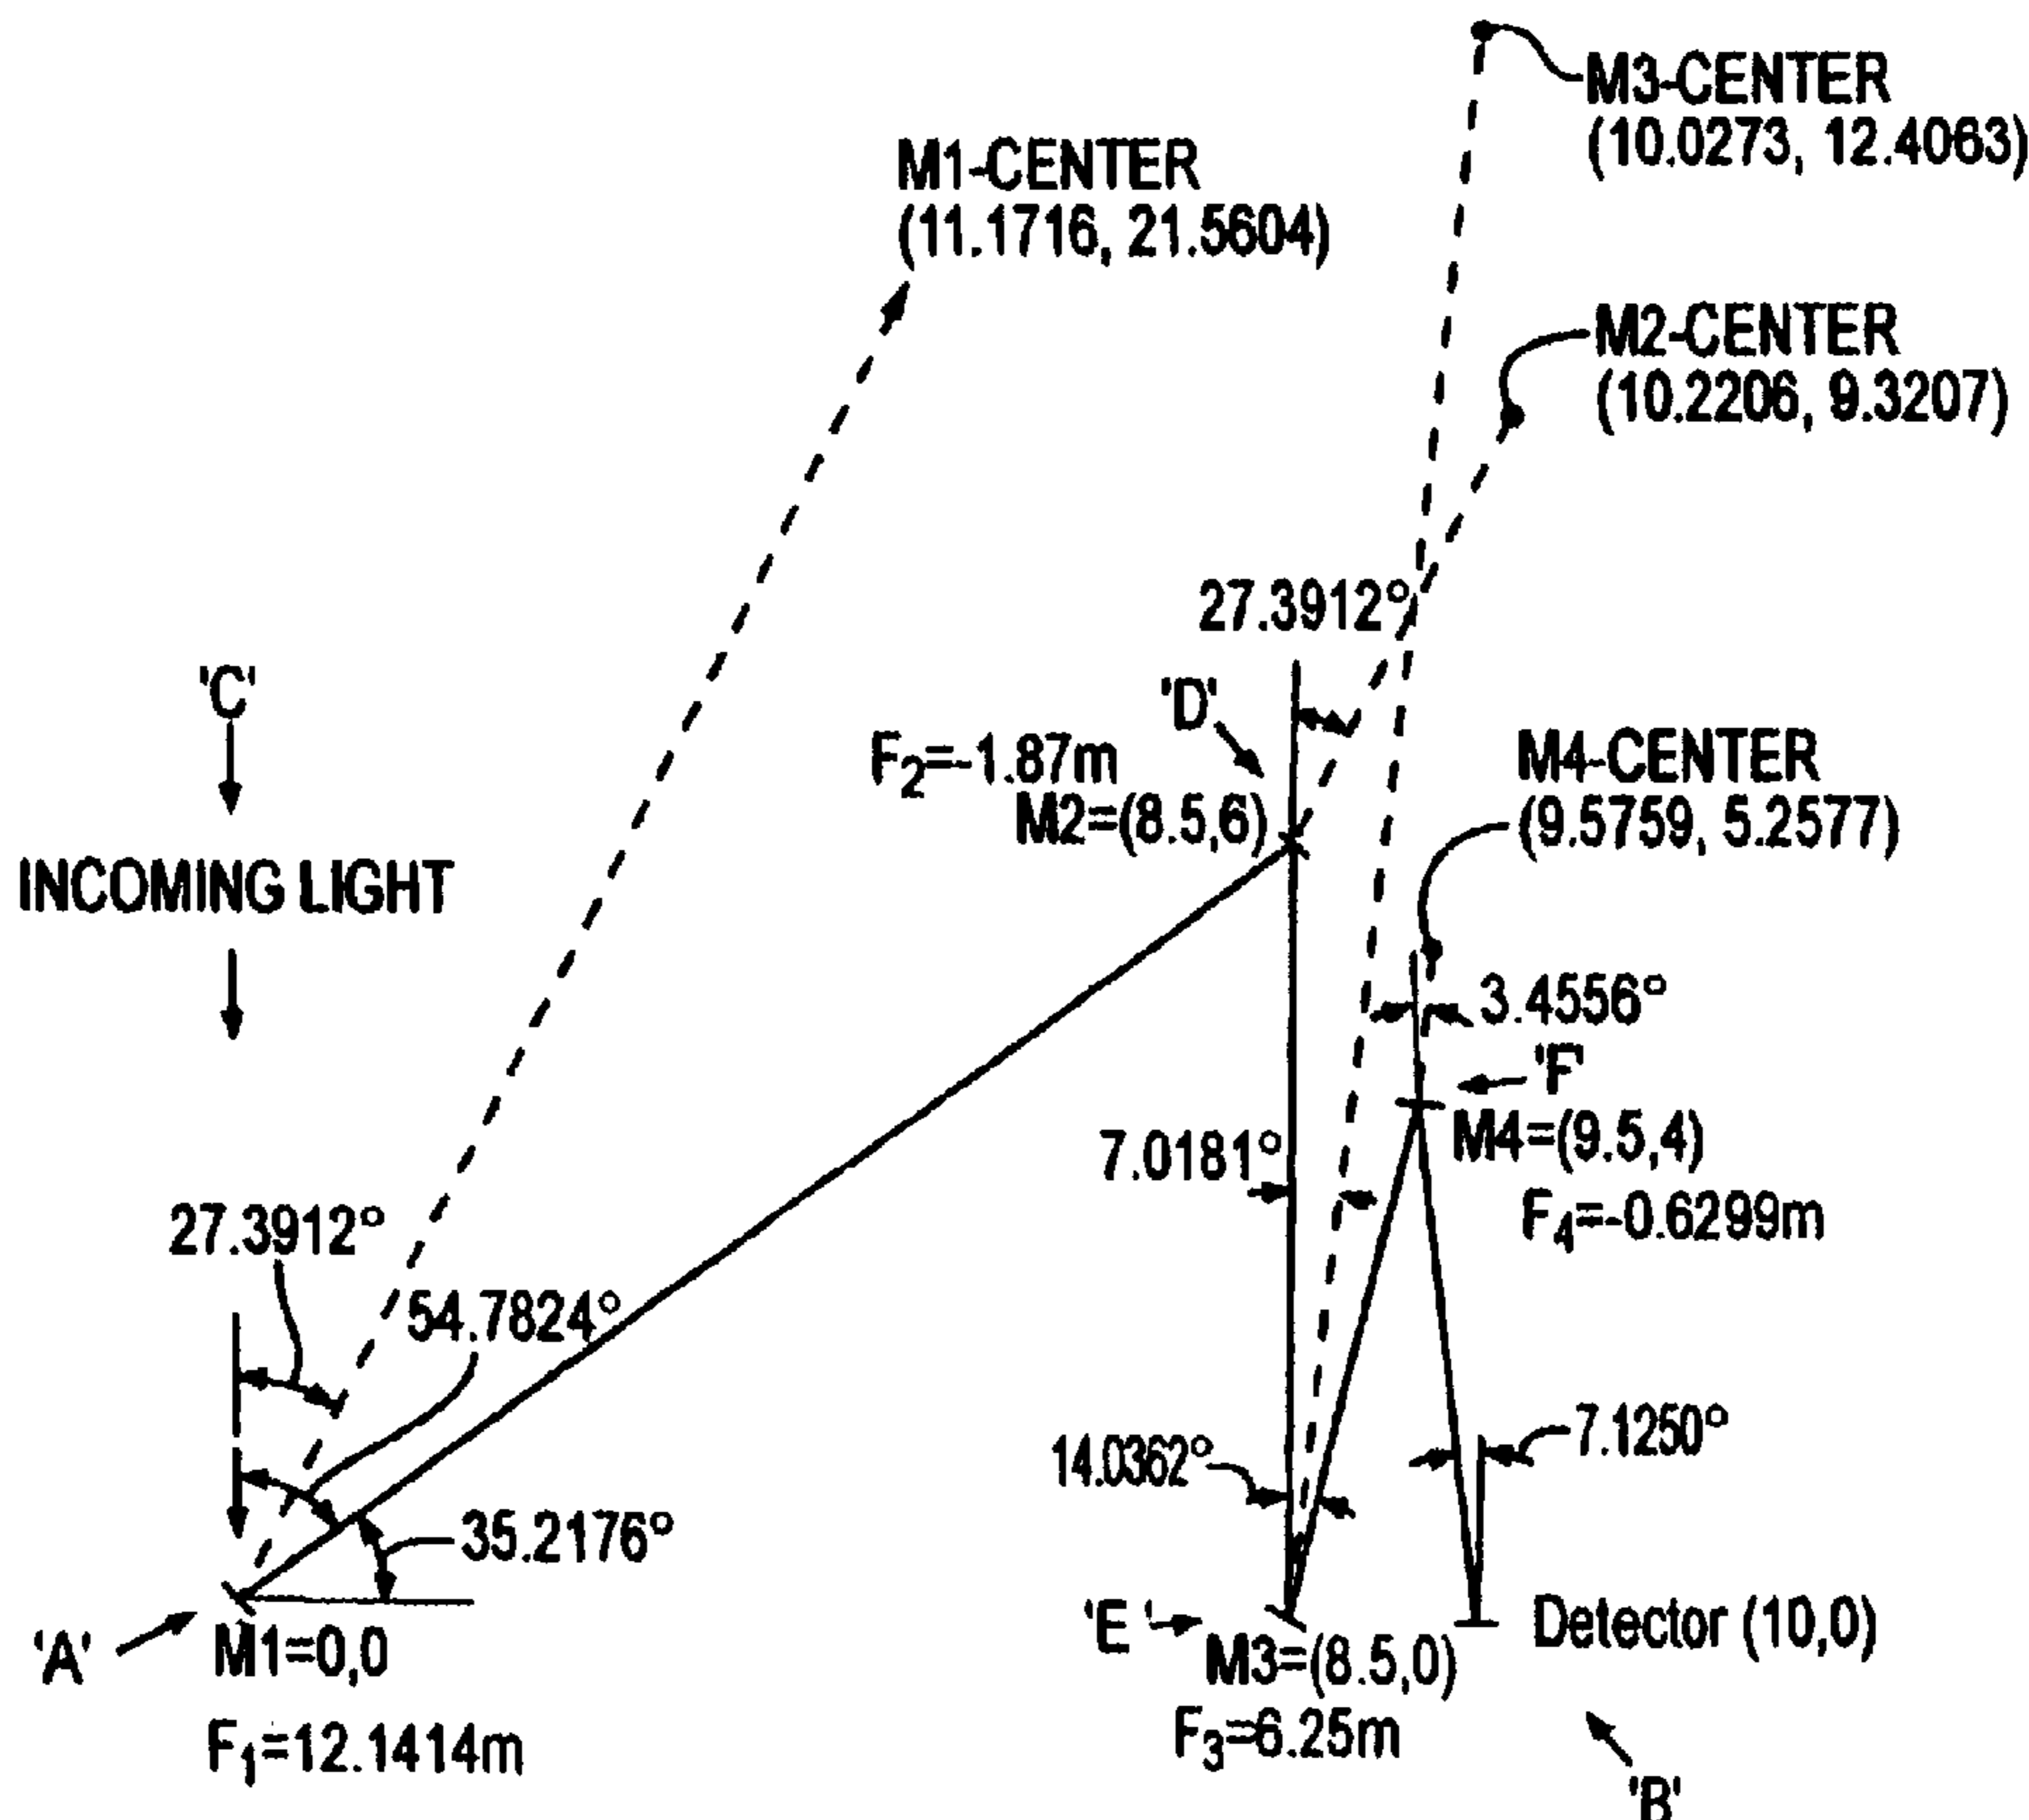 M3-CENTER
(10.0273, 12.4063)
M1-CENTER
(11.1716, 21.5604)
M2-CENTER
(10.2206, 9.3207)
27.3912°
'C'
'D'
F2=-1.87m
M2=(8.5,6)
M4-CENTER
(9.5759, 5.2577)
INCOMING LIGHT
3.4556°
'F'
M4=(9.5,4)
7.0181°
F4=-0.6299m
27.3912°
54.7824°
7.1250°
14.0362°
35.2176°
'E '
Detector (10,0)
'A'
M1=0,0
M3=(8.5,0)
F1=12.1414m
F3=6.25m
'B'